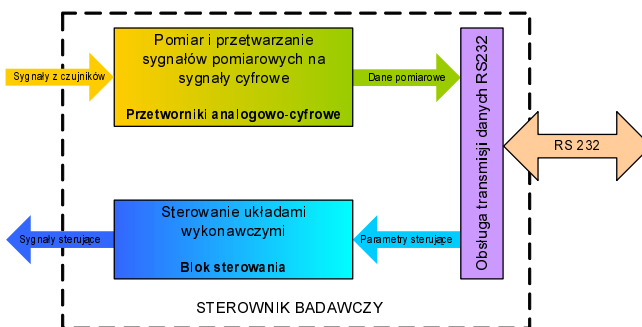 Pomiar i przetwarzanie
sygnałów pomiarowych na
sygnały cyfrowe
Przetworniki analogowo-cyfrowe
Sygnały z czujników
Dane pomiarowe
Obsługa transmisji danych RS232
RS 232
Sterowanie układami
wykonawczymi
Blok sterowania
Sygnały sterujące
Parametry sterujące
STEROWNIK BADAWCZY